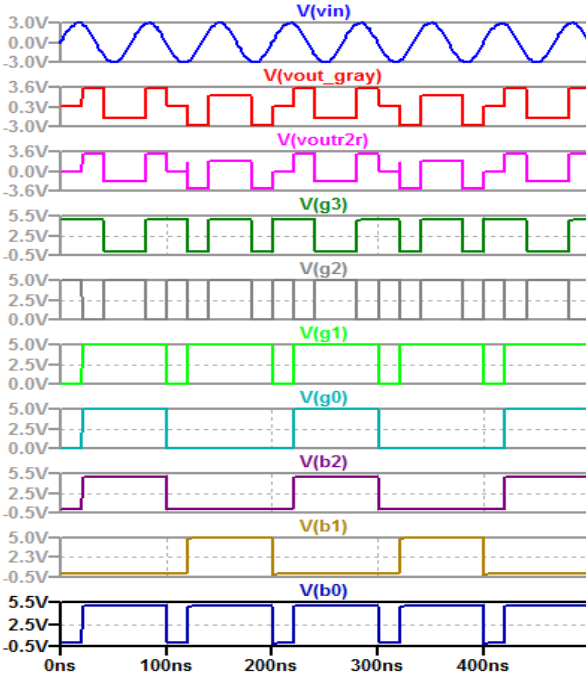 V(vin)
3.0V
0.0V
-3.0V
V(vout_gray)
3.6V
0.3V
-3.0V
V(voutr2r)
3.6V
0.0V
-3.6V
V(g3)
5.5V
2.5V
-0.5V
V(g2)
5.0V
2.5V
0.0V
V(g1)
5.0V
2.5V
0.0V
V(g0)
5.0V
2.5V
0.0V
V(b2)
5.5V
2.5V
-0.5V
V(b1)
5.0V
2.3V
-0.5V
V(b0)
5.5V
2.5V
-0.5V
0ns 100ns 200ns 300ns 400ns